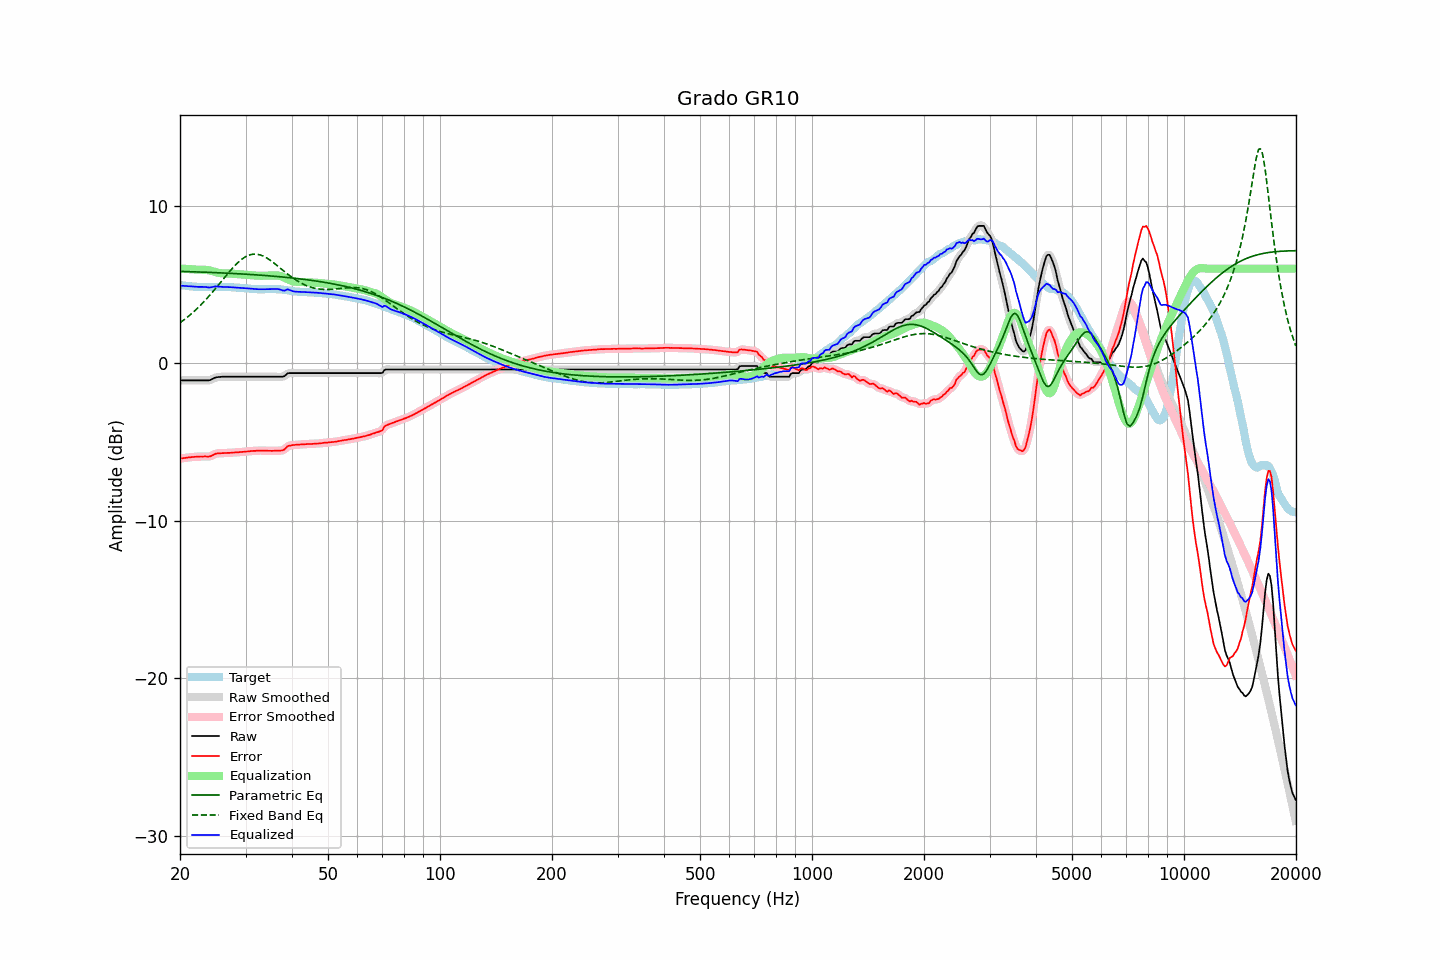 Grado GR10
Amplitude (dBr)
10
0
−10
−20
−30
Target
Raw Smoothed
Error Smoothed
Raw
Error
Equalization
Parametric Eq
Fixed Band Eq
Equalized
20 50 100 200 500 1000 2000 5000 10000 20000
Frequency (Hz)